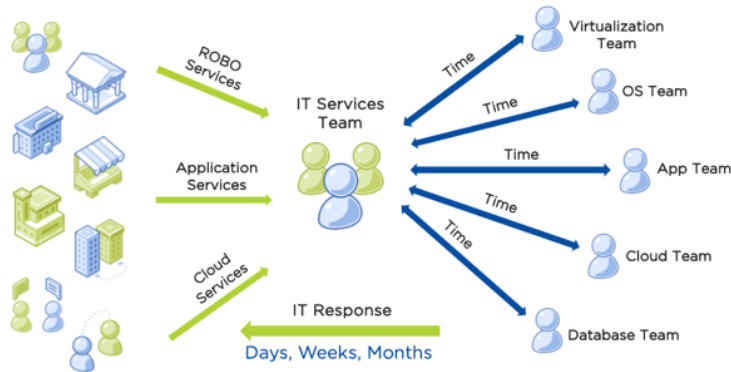 ROBO
Services
Application
Services
Cloud
Services
IT Services
Team
Time
Time
Time
Time
Time
Virtualization
Team
OS Team
App Team
Cloud Team
Database Team
IT Response
Days, Weeks, Months